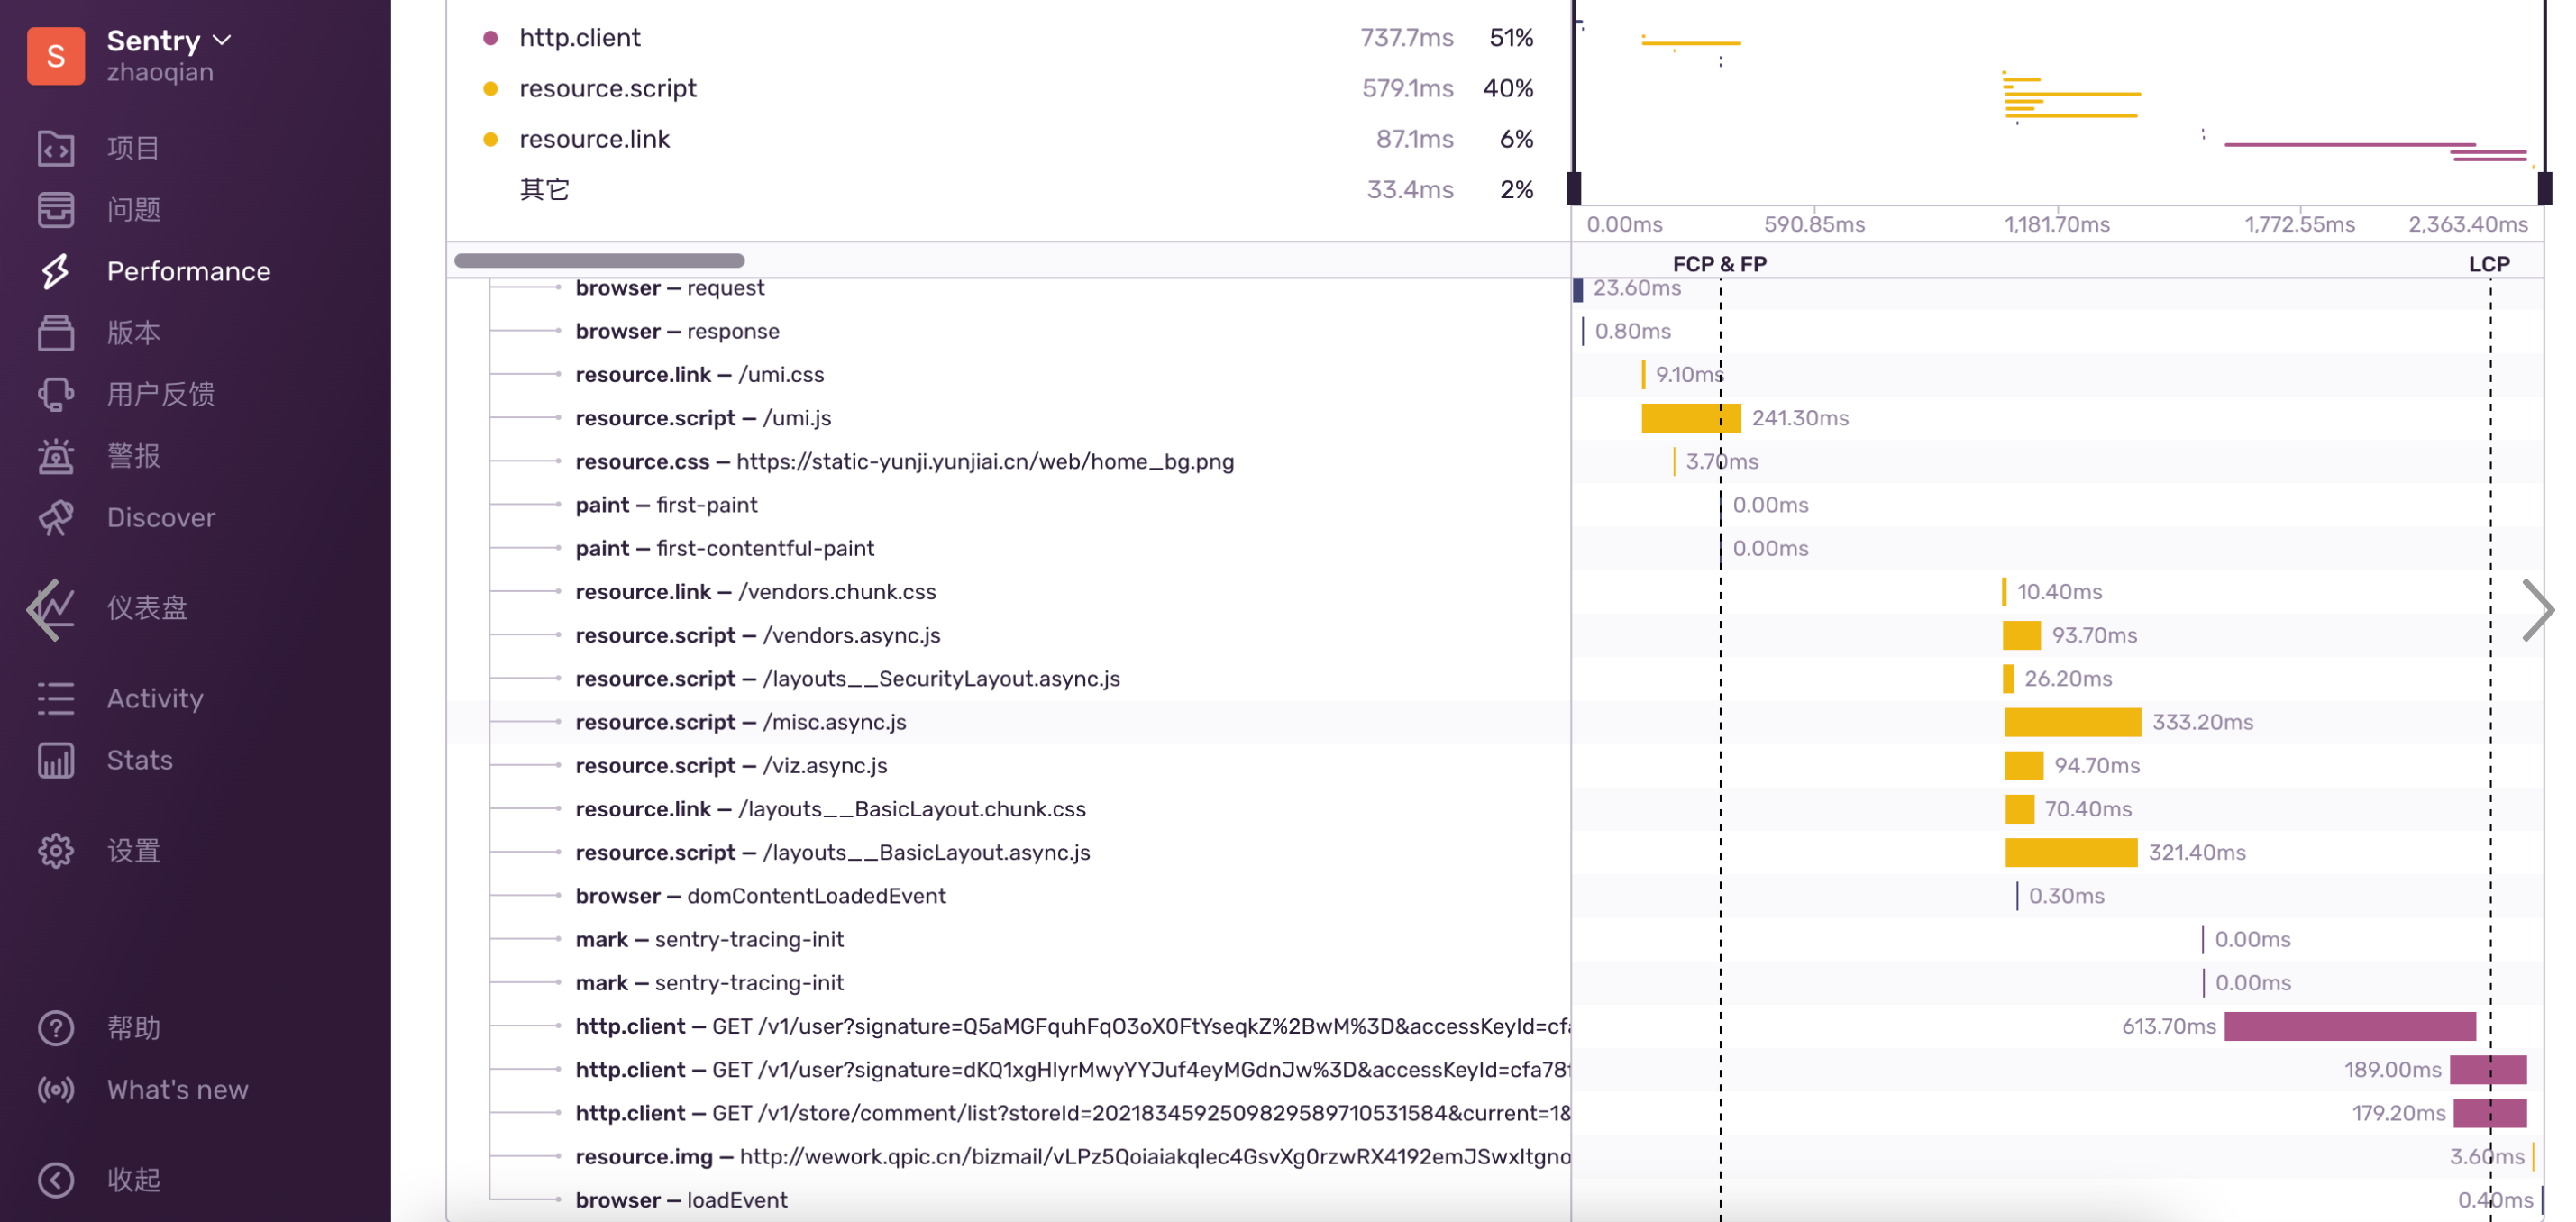 S
Sentry
zhaoqian
项目
问题
Performance
版本
用户反馈
警报
Discover
仪表盘
Activity
Stats
设置
帮助
What's new
收起
http.client 737.7ms 51%
resource.script 579.1ms 40%
resource.link 87.1ms 6%
其它 33.4ms 2%
0.00ms 590.85ms 1,181.70ms 1,772.55ms 2,363.40ms
FCP & FP LCP
browser — request 23.60ms
browser — response 0.80ms
resource.link — /umi.css 9.10ms
resource.script — /umi.js 241.30ms
resource.css — https://static-yunji.yunjiai.cn/web/home_bg.png 3.70ms
paint — first-paint 0.00ms
paint — first-contentful-paint 0.00ms
resource.link — /vendors.chunk.css 10.40ms
resource.script — /vendors.async.js 93.70ms
resource.script — /layouts__SecurityLayout.async.js 26.20ms
resource.script — /misc.async.js 333.20ms
resource.script — /viz.async.js 94.70ms
resource.link — /layouts__BasicLayout.chunk.css 70.40ms
resource.script — /layouts__BasicLayout.async.js 321.40ms
browser — domContentLoadedEvent 0.30ms
mark — sentry-tracing-init 0.00ms
mark — sentry-tracing-init 0.00ms
http.client — GET /v1/user?signature=Q5aMGFquhFqO3oX0FtYseqkZ%2BwM%3D&accessKeyId=cfa 613.70ms
http.client — GET /v1/user?signature=dKQ1xgHlyrMwyYYJuf4eyMGdnJw%3D&accessKeyId=cfa78f 189.00ms
http.client — GET /v1/store/comment/list?storeId=20218345925098295897105315​84&current=1& 179.20ms
resource.img — http://wework.qpic.cn/bizmail/vLPz5Qoiaiakqlec4GsvXg0rzwRX4192emJSwxltgno 3.60ms
browser — loadEvent 0.40ms